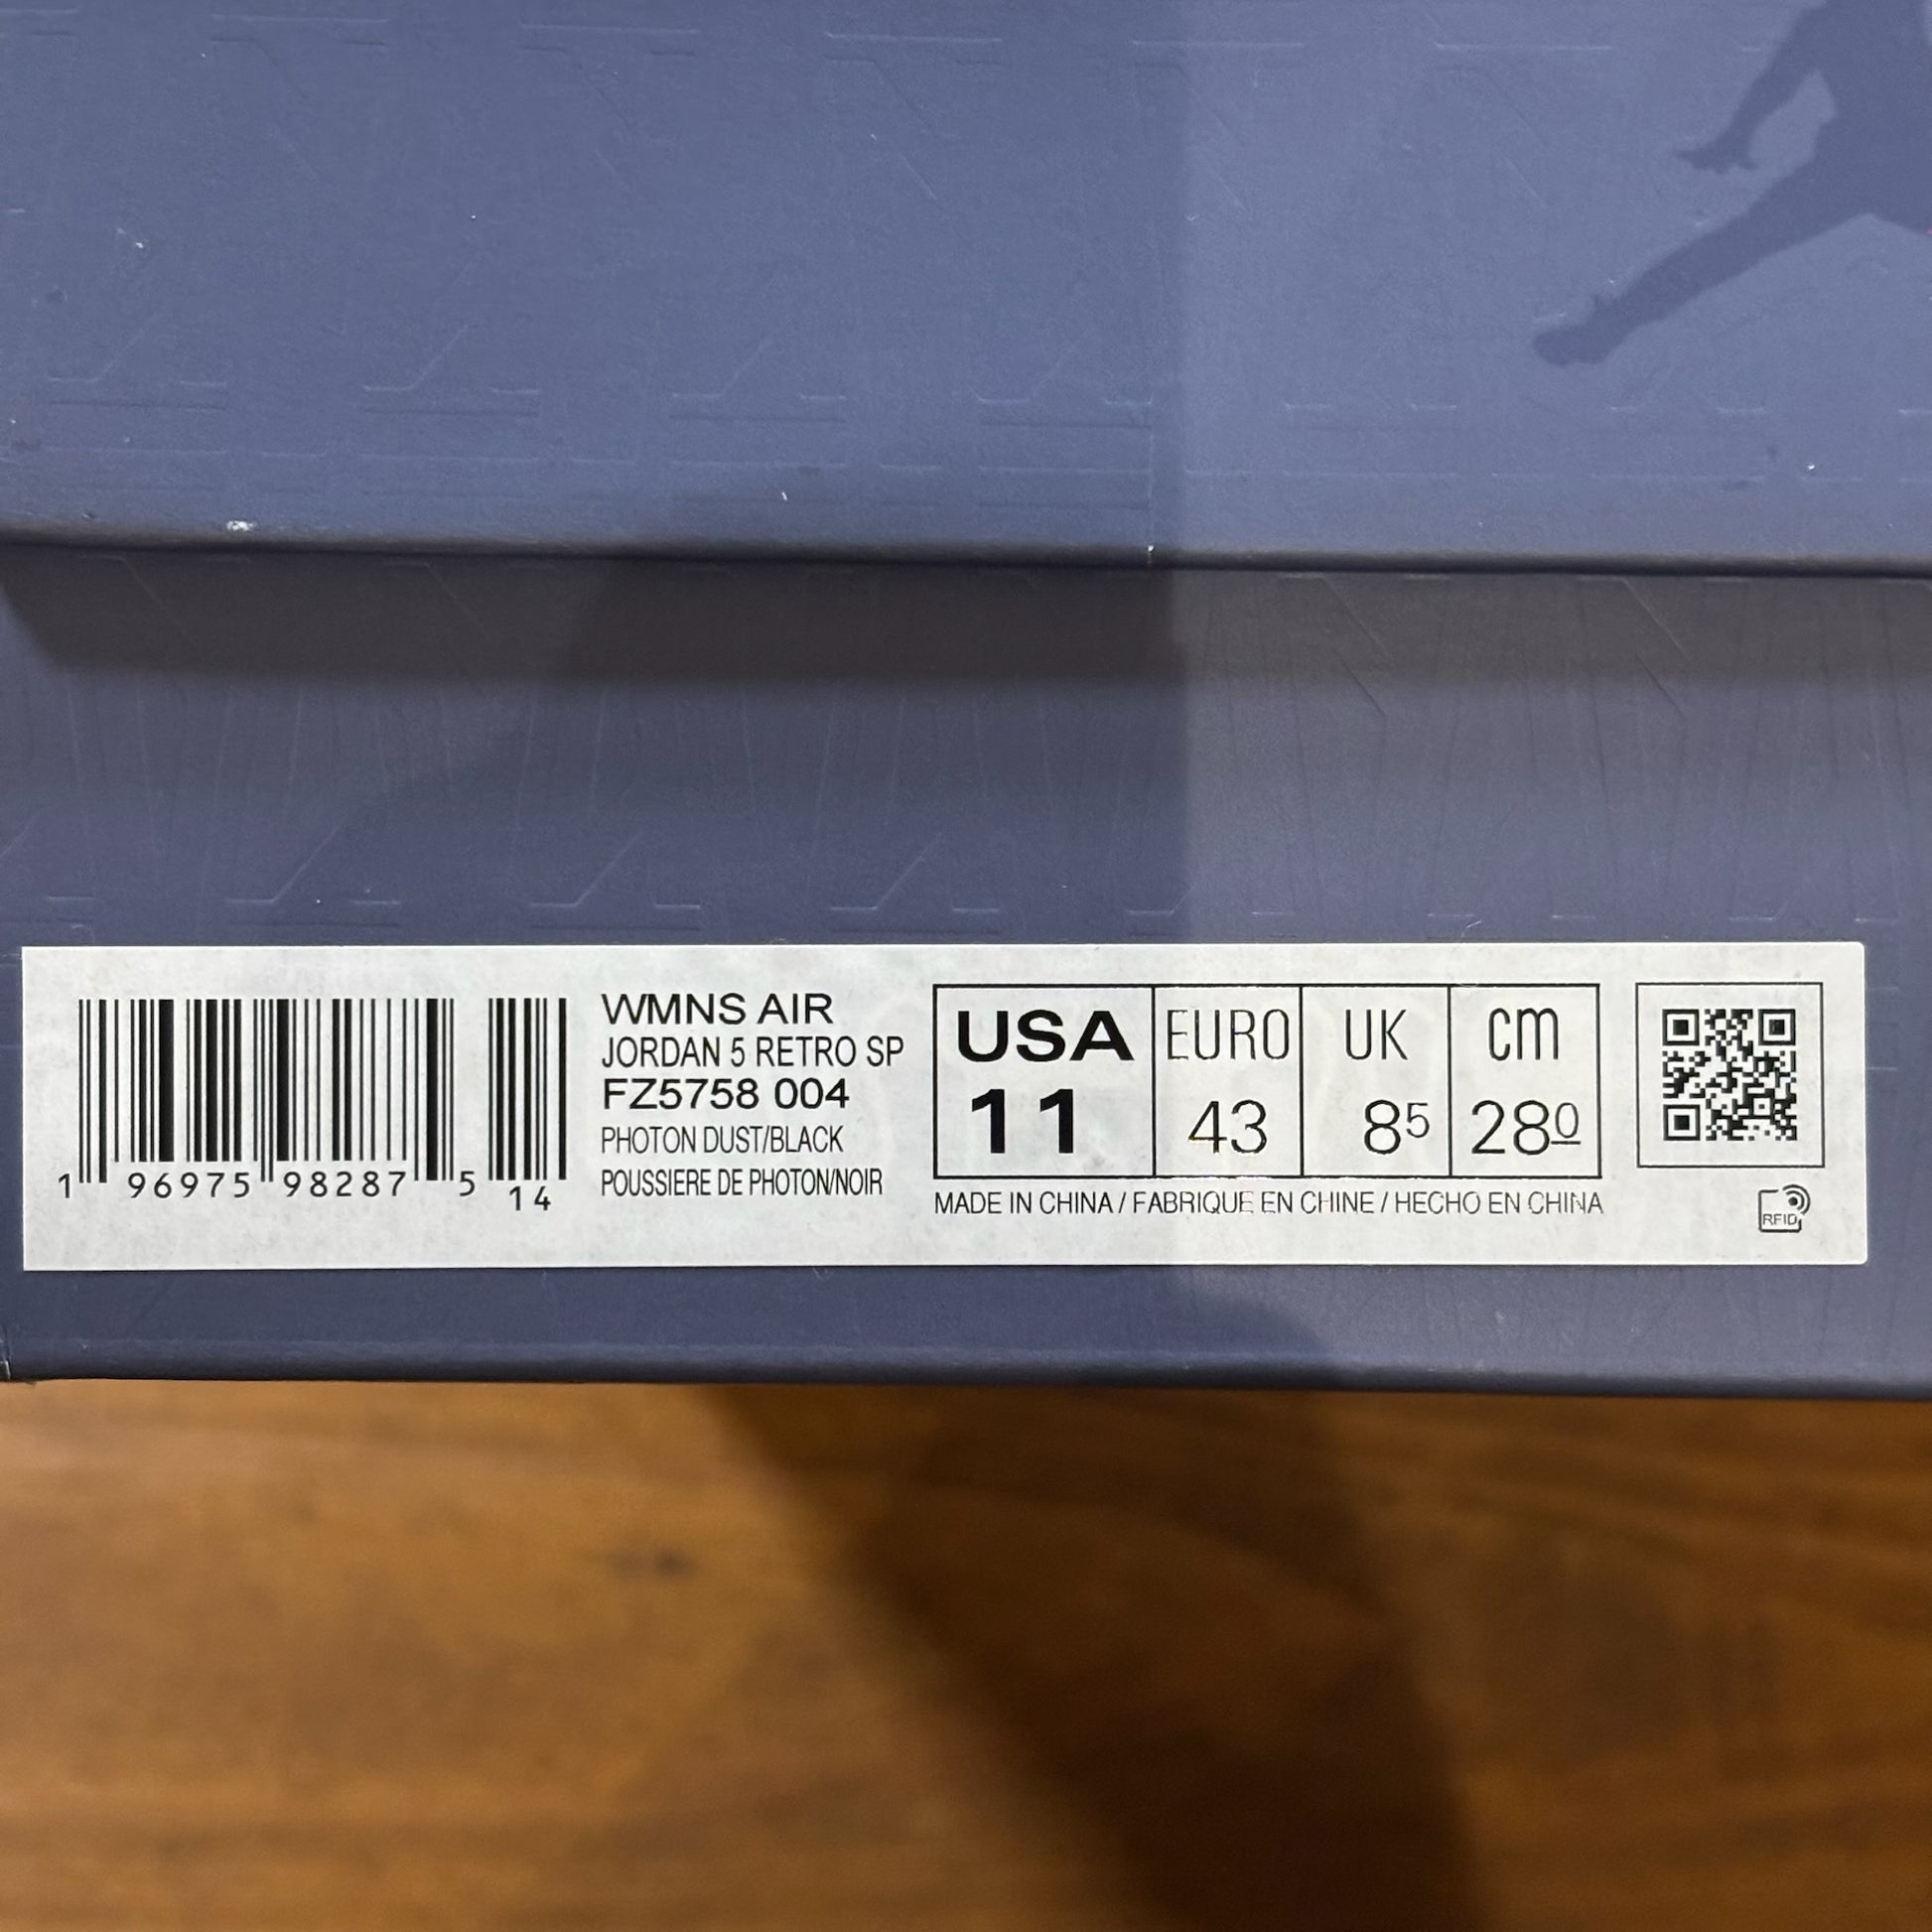 1 96975 98287 5 14
WMNS AIR
JORDAN 5 RETRO SP
FZ5758 004
PHOTON DUST/BLACK
POUSSIERE DE PHOTON/NOIR
USA EURO UK cm
11 43 8⁵ 28⁰
MADE IN CHINA / FABRIQUE EN CHINE / HECHO EN CHINA
RFID